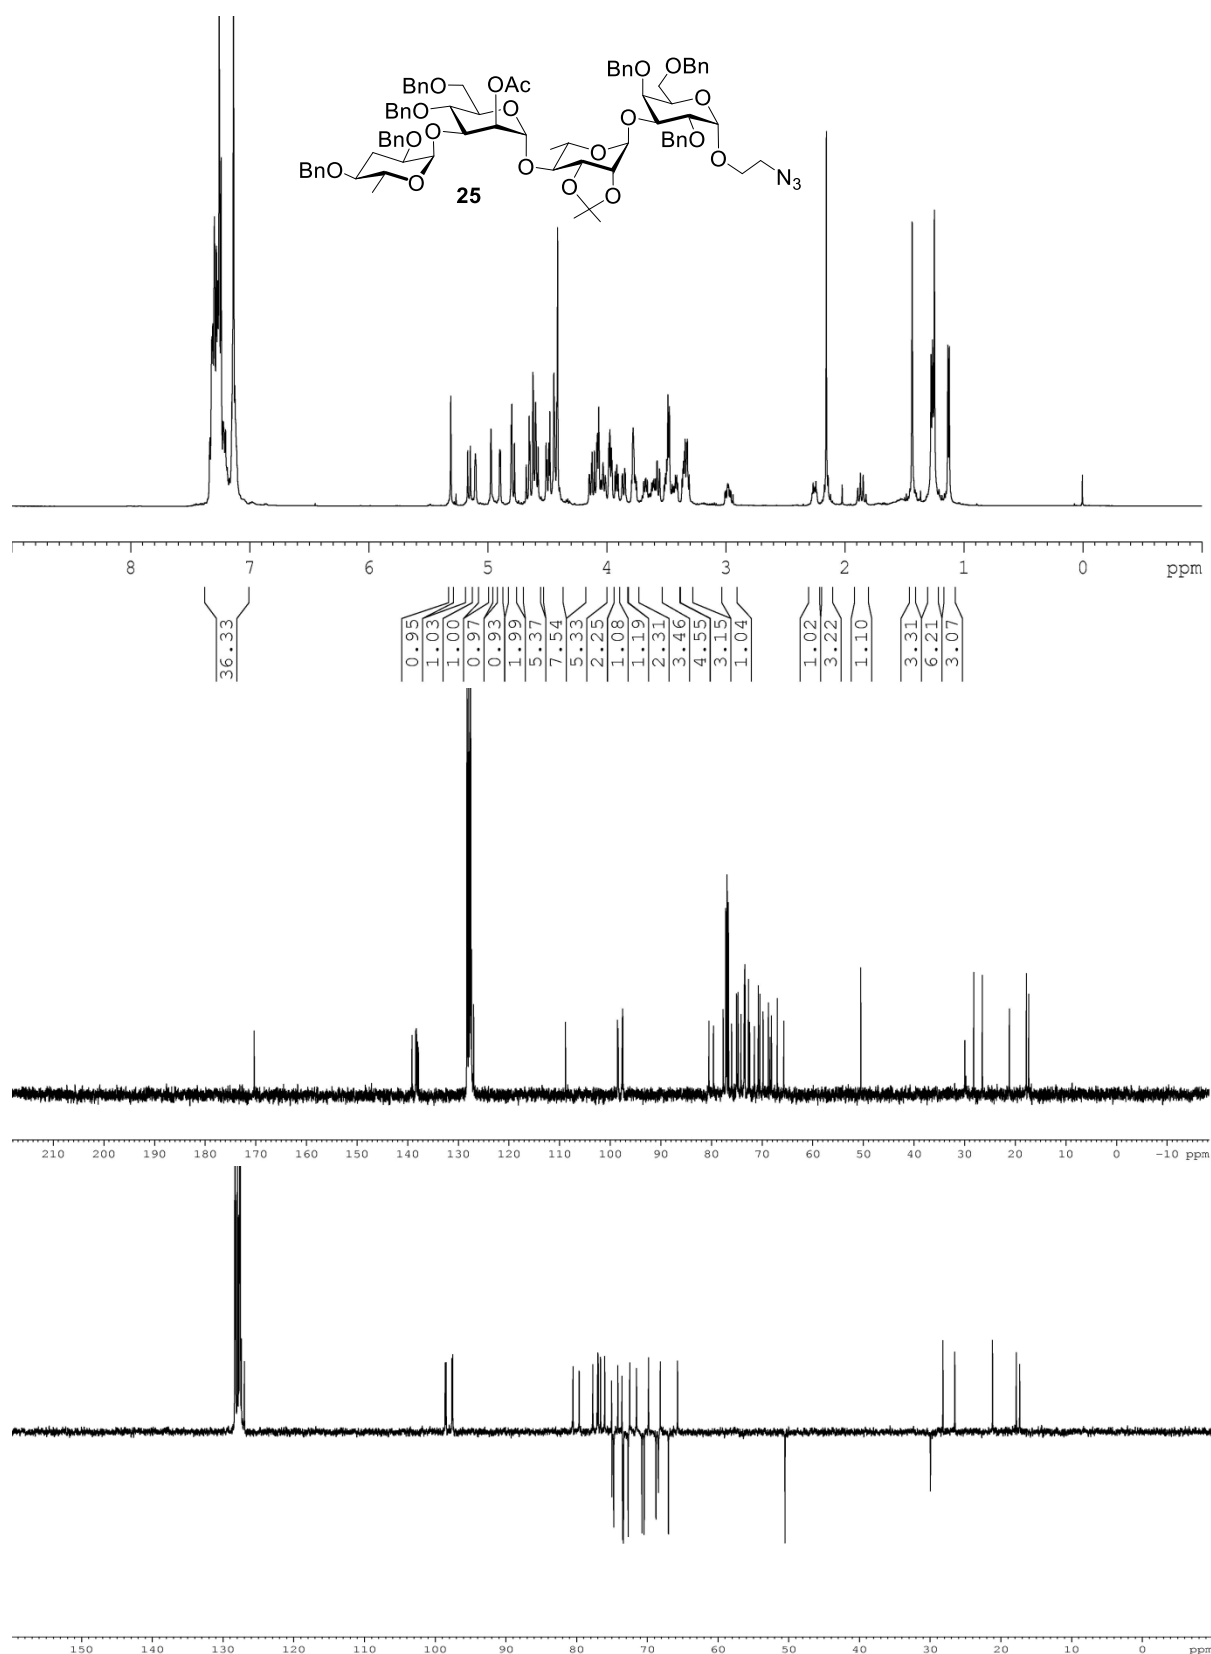 BnO OBn
BnO OAc
BnO O O
BnO O O BnO
BnO O O O
BnO O O O N3
25 O O
8 7 6 5 4 3 2 1 0 ppm
36.33 0.95 1.03 1.00 0.97 0.93 1.99 5.37 7.54 5.33 2.25 1.08 1.19 2.31 3.46 4.55 3.15 1.04 1.02 3.22 1.10 3.31 6.21 3.07
210 200 190 180 170 160 150 140 130 120 110 100 90 80 70 60 50 40 30 20 10 0 -10 ppm
150 140 130 120 110 100 90 80 70 60 50 40 30 20 10 0 ppm